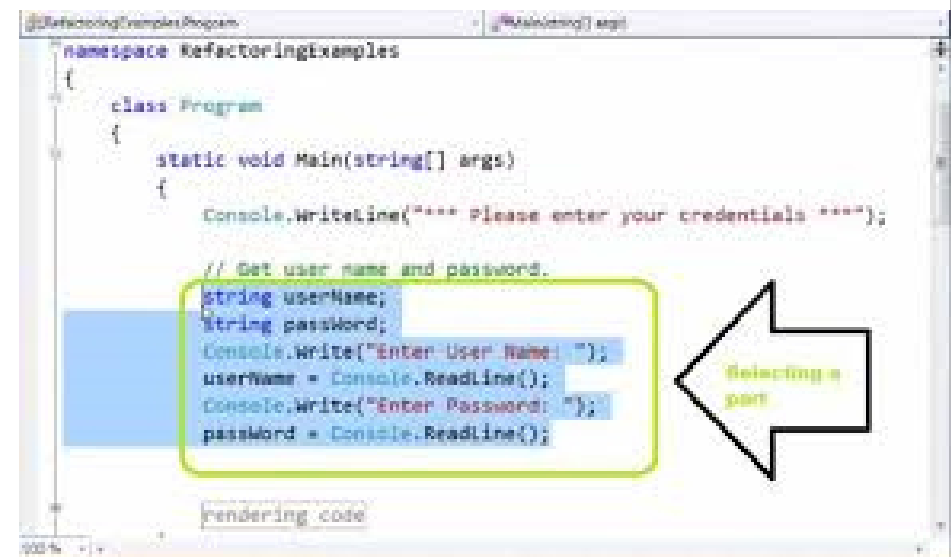 RefactoringExamples.Program
Main(string[] args)
namespace RefactoringExamples
{
class Program
{
static void Main(string[] args)
{
Console.WriteLine("*** Please enter your credentials ***");
// Get user name and password.
string userName;
string passWord;
Console.Write("Enter User Name: ");
userName = Console.ReadLine();
Console.Write("Enter Password: ");
passWord = Console.ReadLine();
Selecting a
part
rendering code
100 %